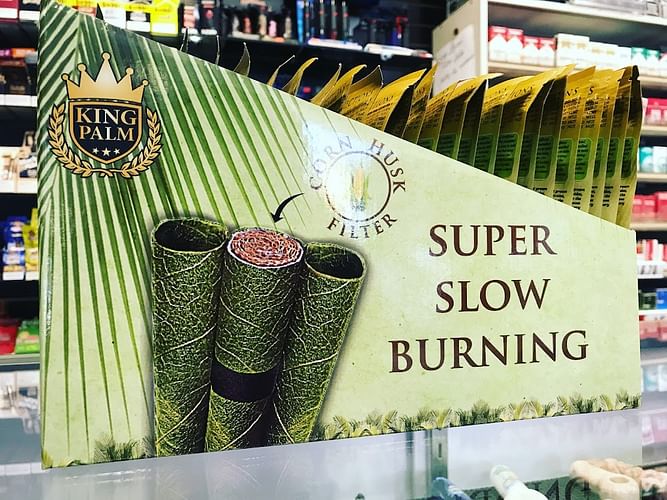 KING
PALM
CORN HUSK
FILTER
SUPER
SLOW
BURNING